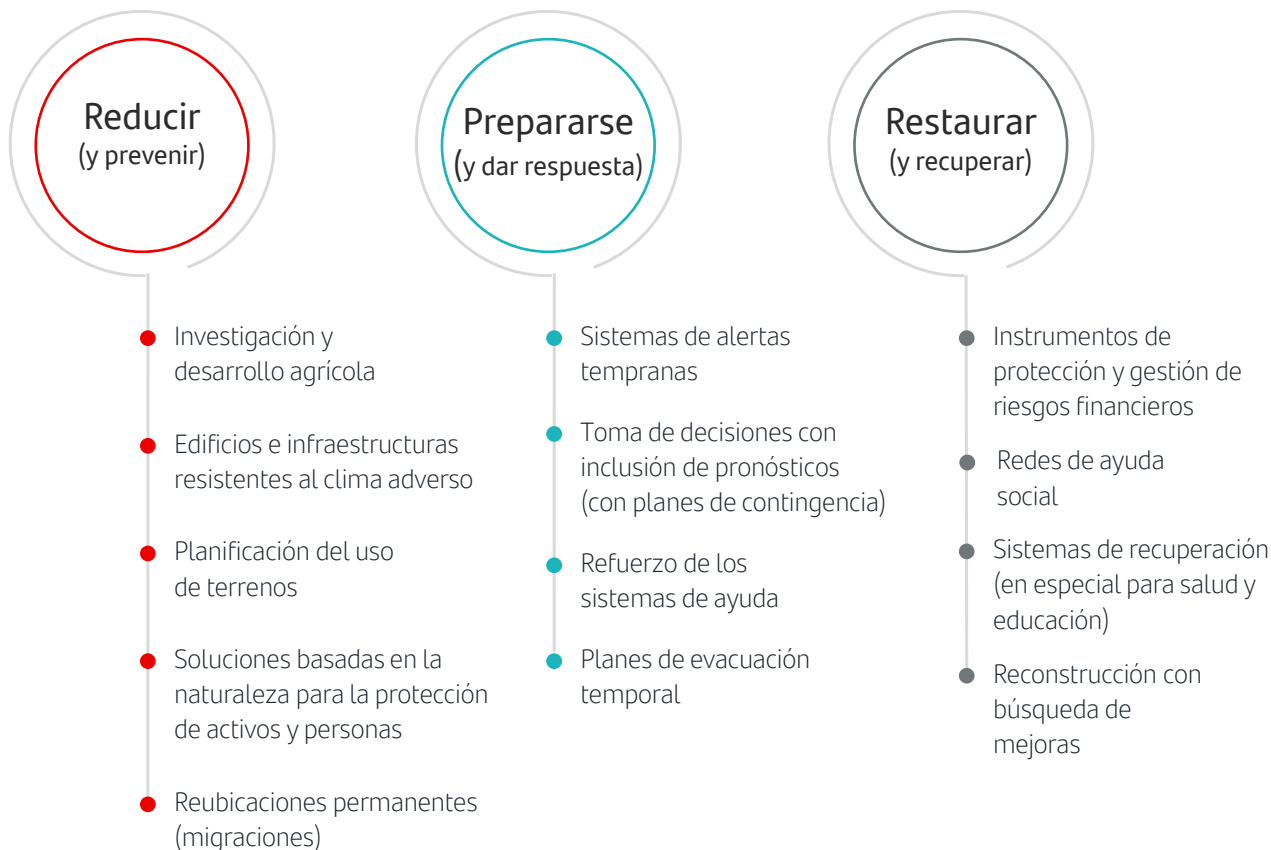 Reducir
(y prevenir)
Investigación y
desarrollo agrícola
Edificios e infraestructuras
resistentes al clima adverso
Planificación del uso
de terrenos
Soluciones basadas en la
naturaleza para la protección
de activos y personas
Reubicaciones permanentes
(migraciones)
Prepararse
(y dar respuesta)
Sistemas de alertas
tempranas
Toma de decisiones con
inclusión de pronósticos
(con planes de contingencia)
Refuerzo de los
sistemas de ayuda
Planes de evacuación
temporal
Restaurar
(y recuperar)
Instrumentos de
protección y gestión de
riesgos financieros
Redes de ayuda
social
Sistemas de recuperación
(en especial para salud y
educación)
Reconstrucción con
búsqueda de
mejoras